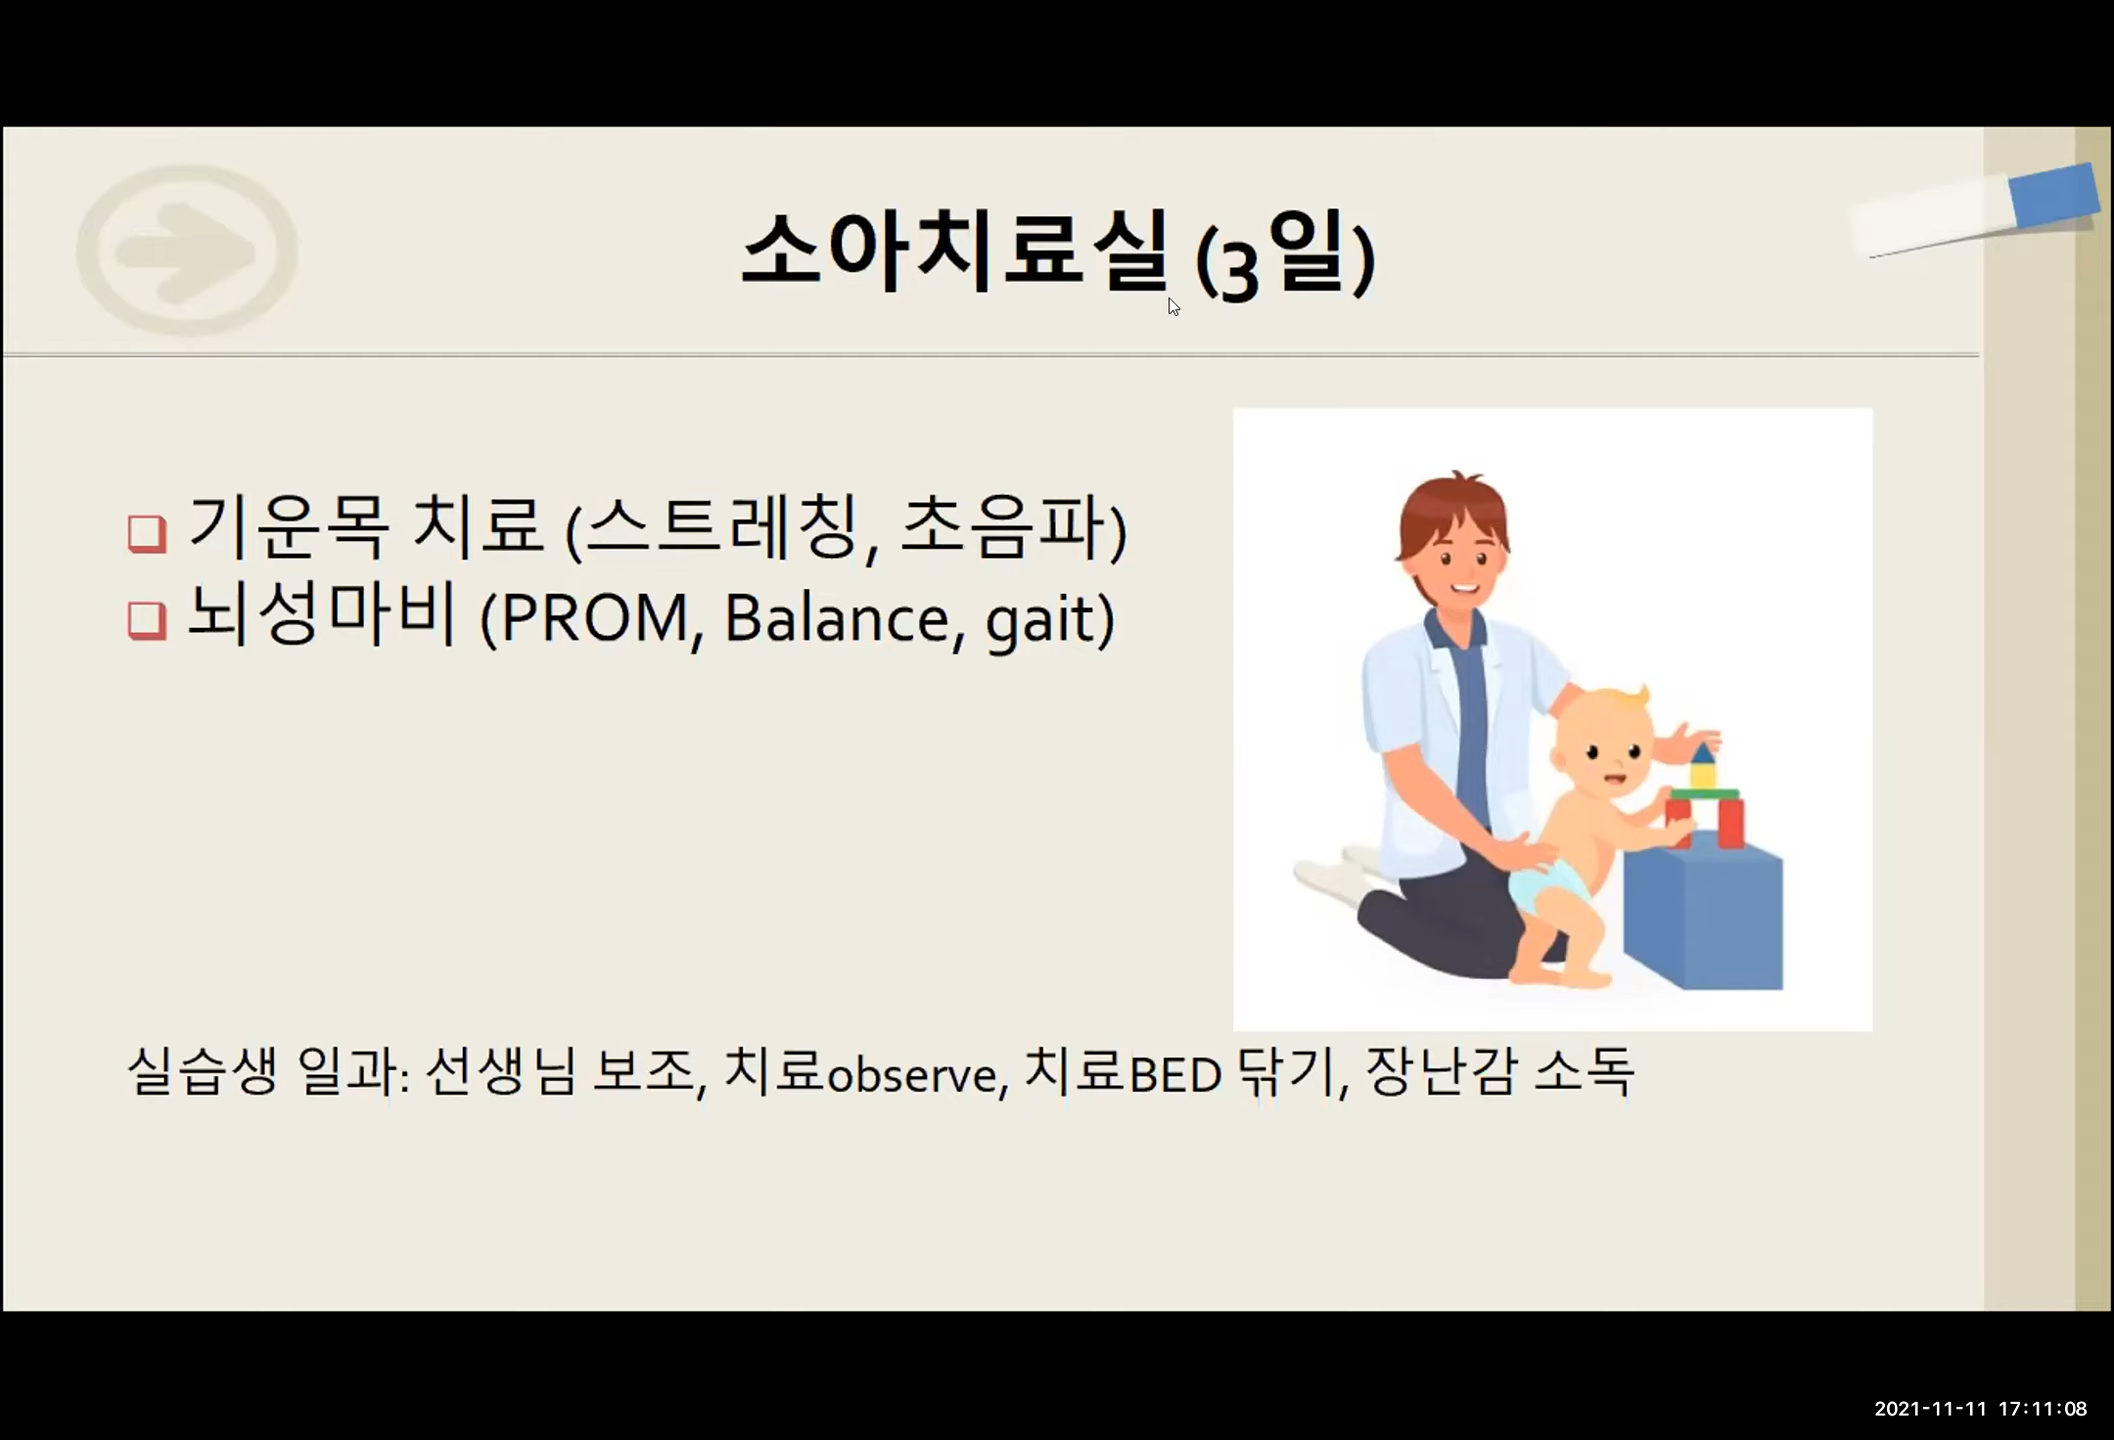 소아치료실 (3일)
기운목 치료 (스트레칭, 초음파)
뇌성마비 (PROM, Balance, gait)
실습생 일과: 선생님 보조, 치료observe, 치료BED 닦기, 장난감 소독
2021-11-11 17:11:08